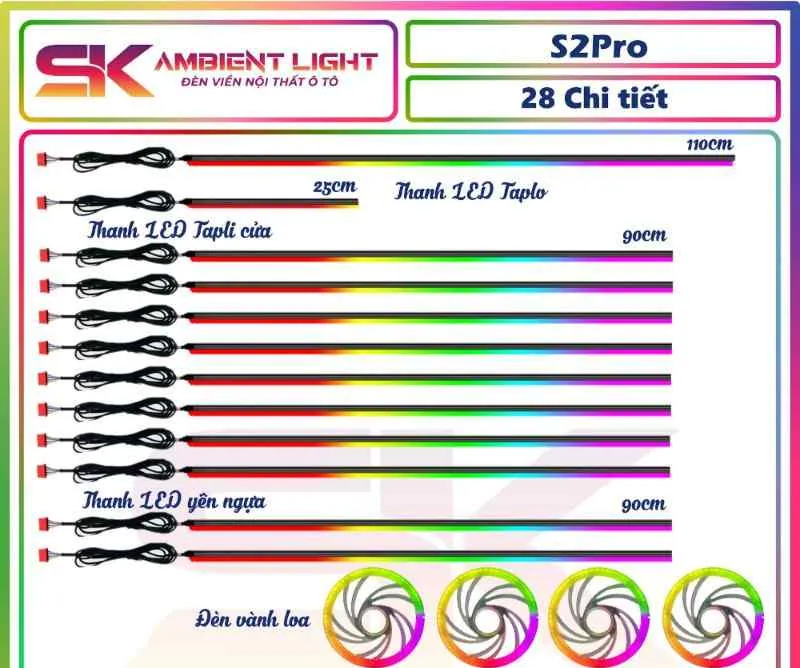 SK AMBIENT LIGHT
ĐÈN VIỀN NỘI THẤT Ô TÔ
S2Pro
28 Chi tiết
110cm
25cm
Thanh LED Taplo
Thanh LED Tapli cửa
90cm
Thanh LED yên ngựa
90cm
Đèn vành loa